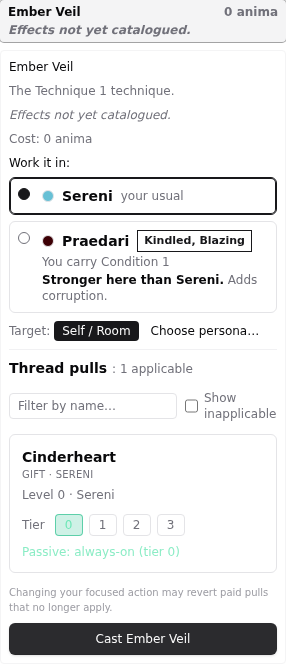 Ember Veil 0 anima
Effects not yet catalogued.
Ember Veil
The Technique 1 technique.
Effects not yet catalogued.
Cost: 0 anima
Work it in:
Sereni your usual
Praedari Kindled, Blazing
You carry Condition 1
Stronger here than Sereni. Adds
corruption.
Target: Self / Room Choose persona...
Thread pulls : 1 applicable
Filter by name...
Show
inapplicable
Cinderheart
GIFT · SERENI
Level 0 · Sereni
Tier 0 1 2 3
Passive: always-on (tier 0)
Changing your focused action may revert paid pulls
that no longer apply.
Cast Ember Veil